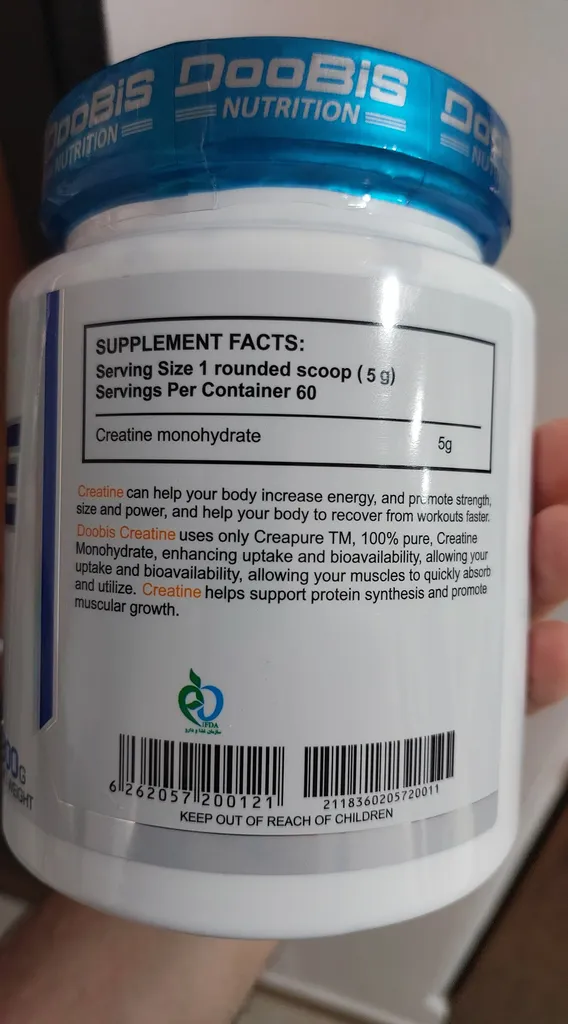 DOOBiS
NUTRITION
SUPPLEMENT FACTS:
Serving Size 1 rounded scoop ( 5 g)
Servings Per Container 60
Creatine monohydrate 5g
Creatine can help your body increase energy, and promote strength,
size and power, and help your body to recover from workouts faster.
Doobis Creatine uses only Creapure TM, 100% pure, Creatine
Monohydrate, enhancing uptake and bioavailability, allowing your
uptake and bioavailability, allowing your muscles to quickly absorb
and utilize. Creatine helps support protein synthesis and promote
muscular growth.
IFDA
سازمان غذا و دارو
6 262057 200121
2118360205720011
KEEP OUT OF REACH OF CHILDREN